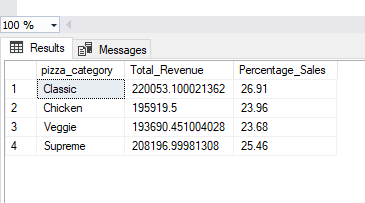 100 %
Results Messages
pizza_category Total_Revenue Percentage_Sales
1 Classic 220053.100021362 26.91
2 Chicken 195919.5 23.96
3 Veggie 193690.451004028 23.68
4 Supreme 208196.99981308 25.46